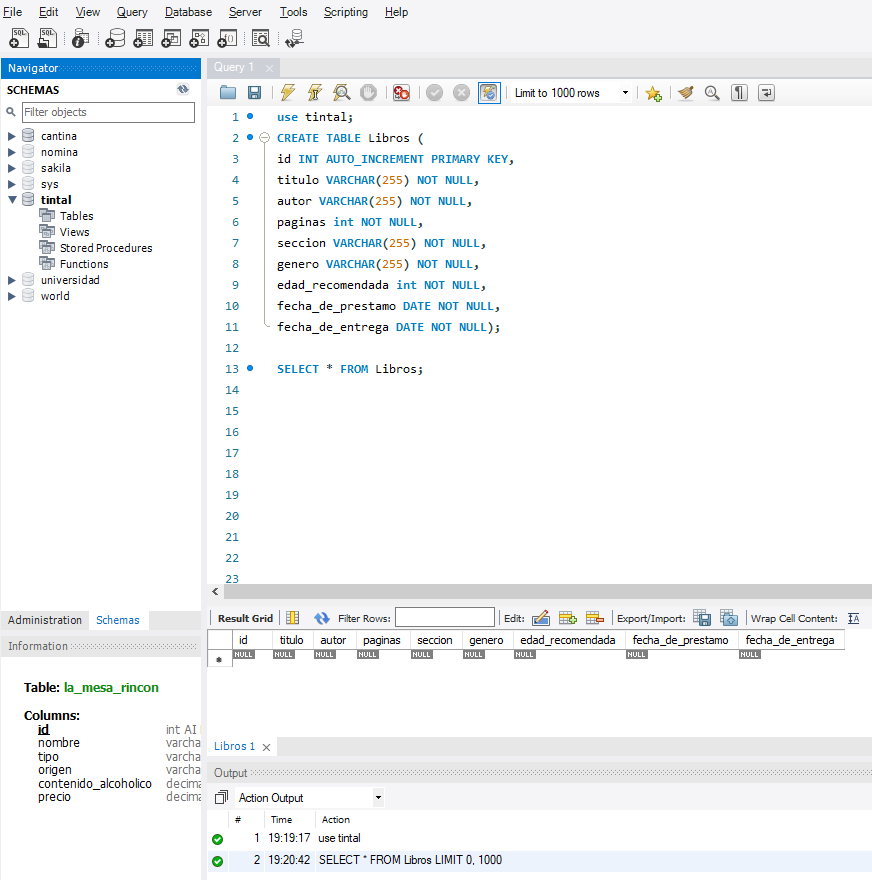 File Edit View Query Database Server Tools Scripting Help
Navigator
SCHEMAS
Filter objects
cantina
nomina
sakila
sys
tintal
Tables
Views
Stored Procedures
Functions
universidad
world
Administration Schemas
Information
Table: la_mesa_rincon
Columns:
id int AI
nombre varcha
tipo varcha
origen varcha
contenido_alcoholico decima
precio decima
Query 1
Limit to 1000 rows
1 use tintal;
2 CREATE TABLE Libros (
3 id INT AUTO_INCREMENT PRIMARY KEY,
4 titulo VARCHAR(255) NOT NULL,
5 autor VARCHAR(255) NOT NULL,
6 paginas int NOT NULL,
7 seccion VARCHAR(255) NOT NULL,
8 genero VARCHAR(255) NOT NULL,
9 edad_recomendada int NOT NULL,
10 fecha_de_prestamo DATE NOT NULL,
11 fecha_de_entrega DATE NOT NULL);
12
13 SELECT * FROM Libros;
14
15
16
17
18
19
20
21
22
23
Result Grid Filter Rows: Edit: Export/Import: Wrap Cell Content:
id titulo autor paginas seccion genero edad_recomendada fecha_de_prestamo fecha_de_entrega
NULL NULL NULL NULL NULL NULL NULL NULL NULL
Libros 1
Output
Action Output
# Time Action
1 19:19:17 use tintal
2 19:20:42 SELECT * FROM Libros LIMIT 0, 1000